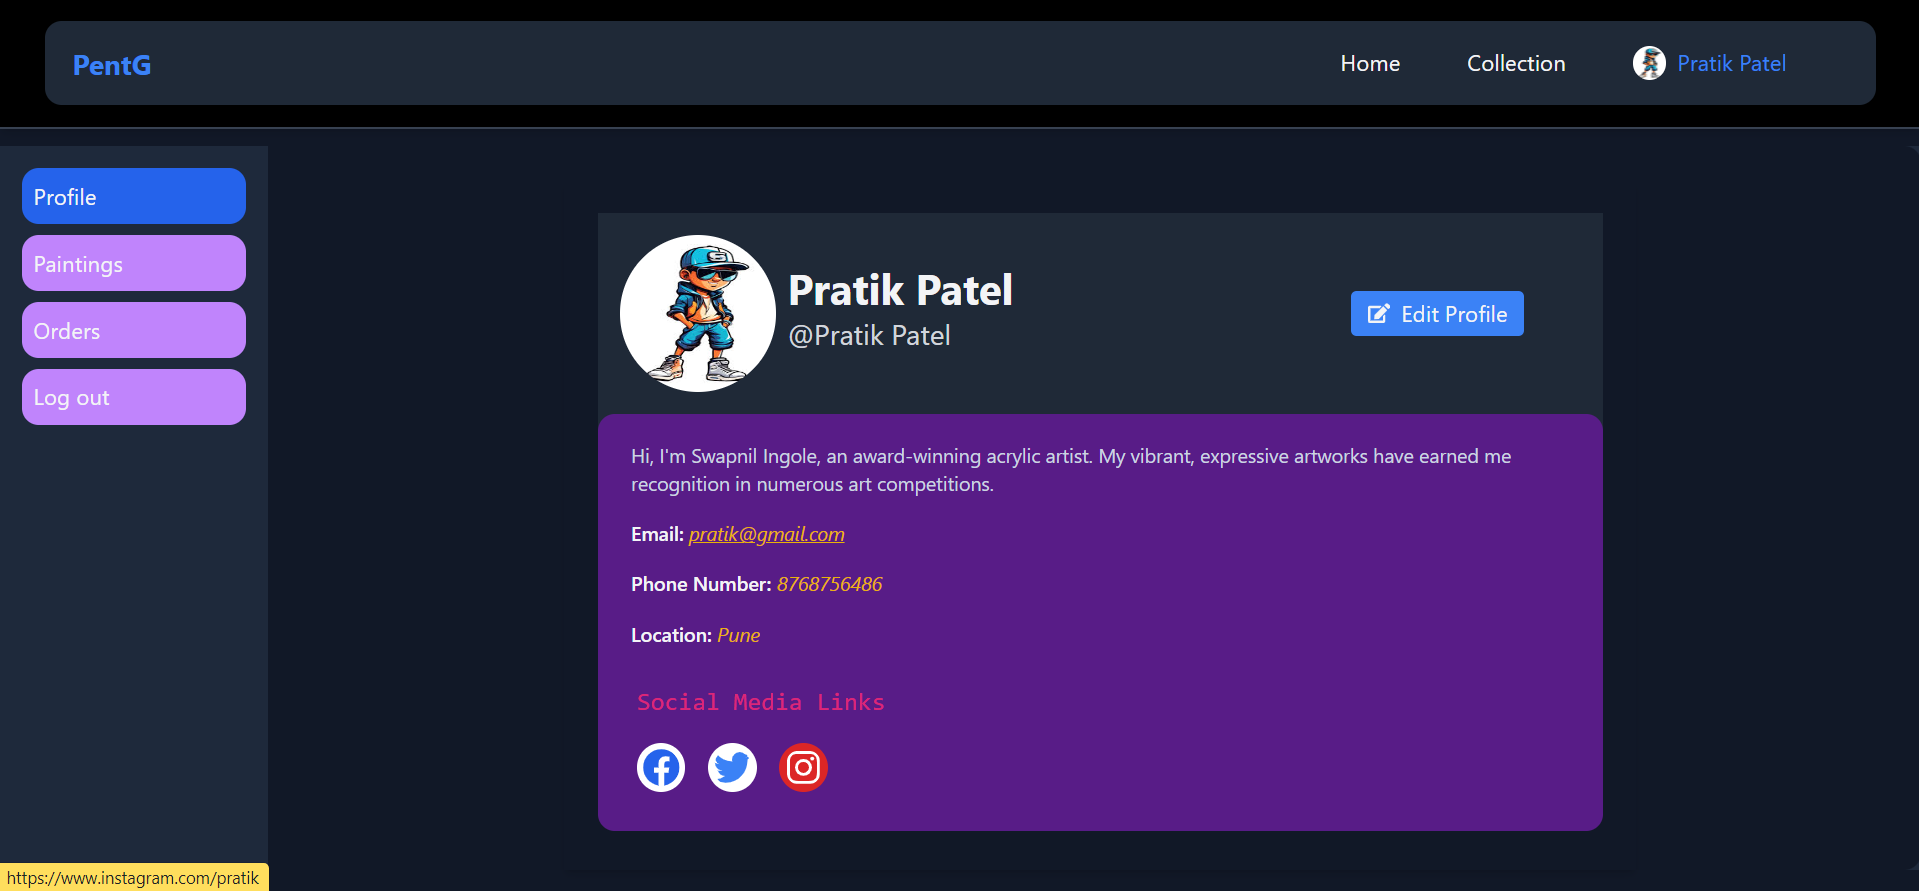 PentG
Home
Collection
Pratik Patel
Profile
Paintings
Orders
Log out
Pratik Patel
@Pratik Patel
Edit Profile
Hi, I'm Swapnil Ingole, an award-winning acrylic artist. My vibrant, expressive artworks have earned me
recognition in numerous art competitions.
Email: pratik@gmail.com
Phone Number: 8768756486
Location: Pune
Social Media Links
https://www.instagram.com/pratik